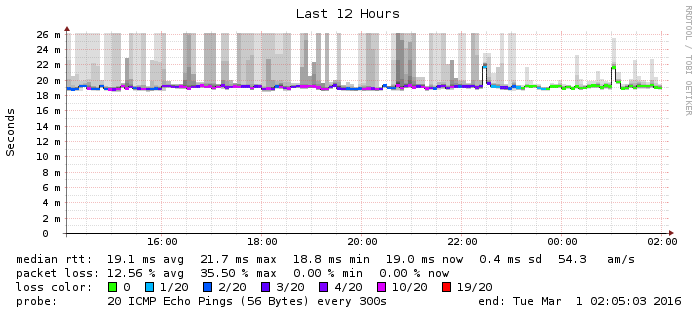 Last 12 Hours
RRDTOOL / TOBI OETIKER
Seconds
26 m
24 m
22 m
20 m
18 m
16 m
14 m
12 m
10 m
8 m
6 m
4 m
2 m
0
16:00 18:00 20:00 22:00 00:00 02:00
median rtt: 19.1 ms avg 21.7 ms max 18.8 ms min 19.0 ms now 0.4 ms sd 54.3 am/s
packet loss: 12.56 % avg 35.50 % max 0.00 % min 0.00 % now
loss color: 0 1/20 2/20 3/20 4/20 10/20 19/20
probe: 20 ICMP Echo Pings (56 Bytes) every 300s end: Tue Mar 1 02:05:03 2016